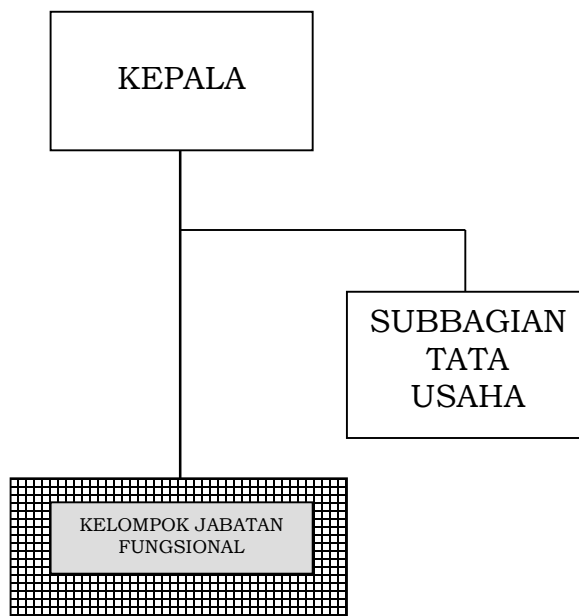 KEPALA
SUBBAGIAN
TATA
USAHA
KELOMPOK JABATAN
FUNGSIONAL